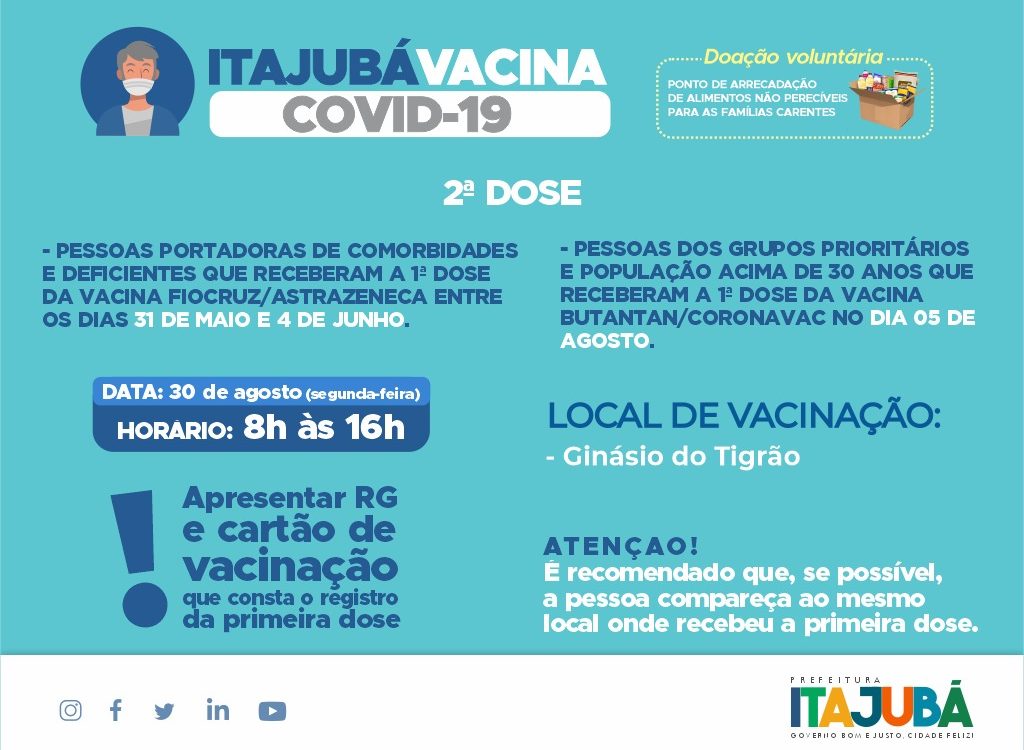 ITAJUBÁVACINA
COVID-19
Doação voluntária
PONTO DE ARRECADAÇÃO
DE ALIMENTOS NÃO PERECÍVEIS
PARA AS FAMÍLIAS CARENTES
2ª DOSE
- PESSOAS PORTADORAS DE COMORBIDADES
E DEFICIENTES QUE RECEBERAM A 1ª DOSE
DA VACINA FIOCRUZ/ASTRAZENECA ENTRE
OS DIAS 31 DE MAIO E 4 DE JUNHO.
- PESSOAS DOS GRUPOS PRIORITÁRIOS
E POPULAÇÃO ACIMA DE 30 ANOS QUE
RECEBERAM A 1ª DOSE DA VACINA
BUTANTAN/CORONAVAC NO DIA 05 DE
AGOSTO.
DATA: 30 de agosto (segunda-feira)
HORÁRIO: 8h às 16h
LOCAL DE VACINAÇÃO:
- Ginásio do Tigrão
!
Apresentar RG
e cartão de
vacinação
que consta o registro
da primeira dose
ATENÇAO!
É recomendado que, se possível,
a pessoa compareça ao mesmo
local onde recebeu a primeira dose.
PREFEITURA
ITAJUBÁ
GOVERNO BOM E JUSTO, CIDADE FELIZ!